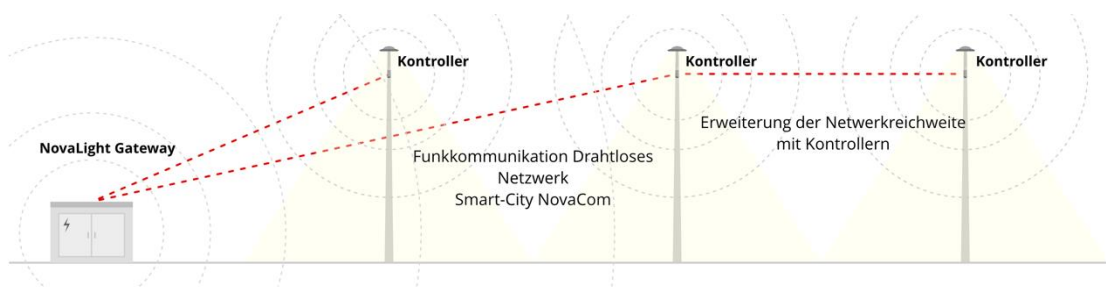 Kontroller
Kontroller
Kontroller
NovaLight Gateway
Erweiterung der Netwerkreichweite
mit Kontrollern
Funkkommunikation Drahtloses
Netzwerk
Smart-City NovaCom